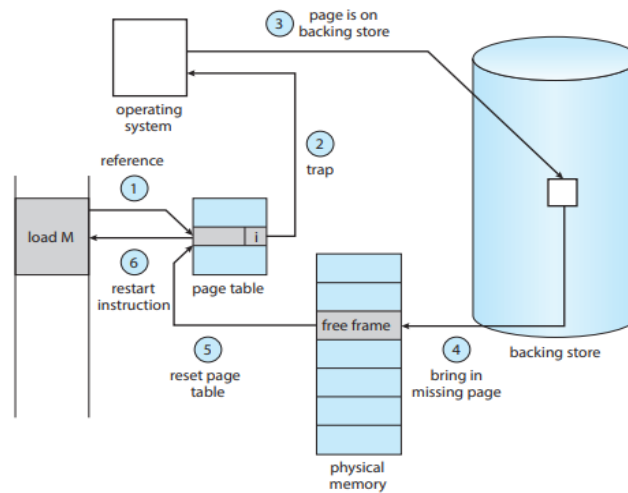 3
page is on
backing store
operating
system
2
trap
reference
1
load M
i
6
restart
instruction
page table
free frame
5
reset page
table
4
bring in
missing page
backing store
physical
memory